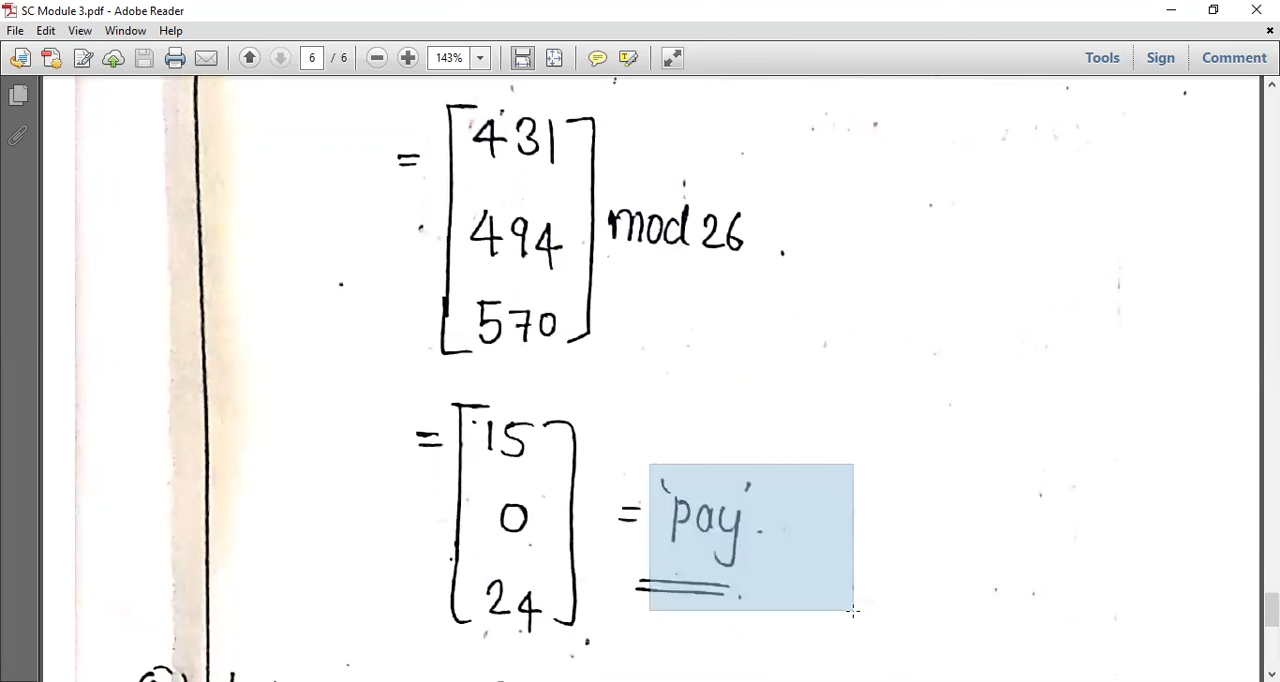 SC Module 3.pdf - Adobe Reader
File Edit View Window Help
6 / 6 143% Tools Sign Comment
431
= 494 mod 26
570
15
= 0 = 'pay'.
24